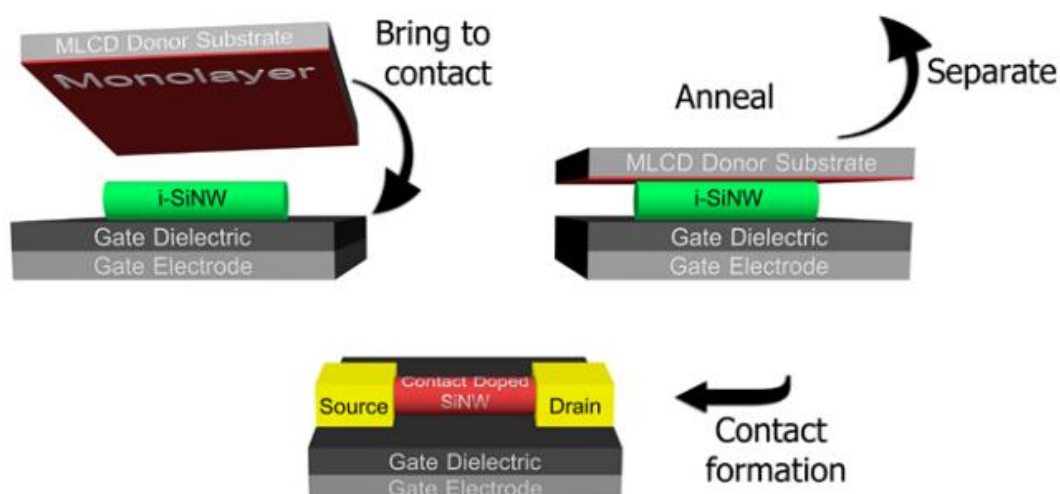 MLCD Donor Substrate
Monolayer
Bring to
contact
i-SiNW
Gate Dielectric
Gate Electrode
Anneal
Separate
MLCD Donor Substrate
i-SiNW
Gate Dielectric
Gate Electrode
Source
Contact Doped
SiNW
Drain
Gate Dielectric
Gate Electrode
Contact
formation